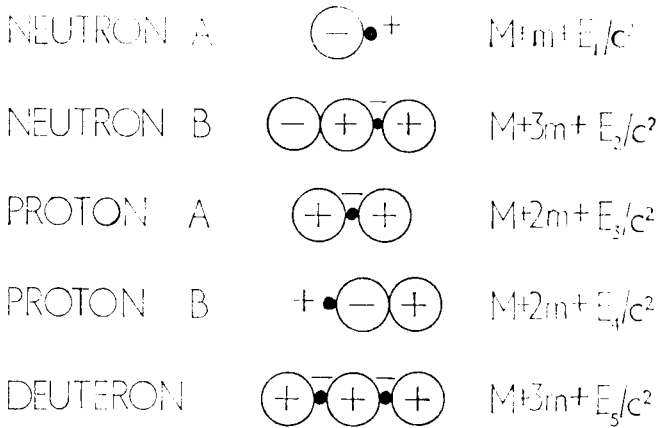 NEUTRON A − + M+m+E₁/c²
NEUTRON B − + − + M+3m+E₂/c²
PROTON A + − + M+2m+E₃/c²
PROTON B + − + M+2m+E₄/c²
DEUTERON + − + − + M+3m+E₅/c²